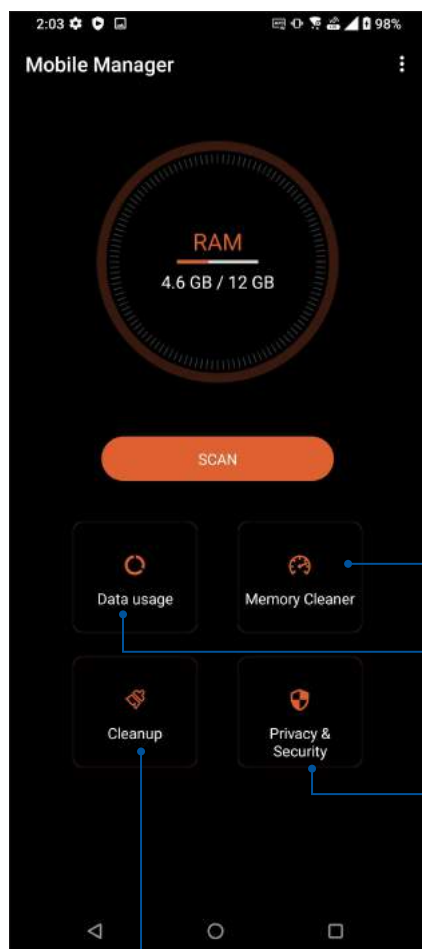 2:03 98%
Mobile Manager
RAM
4.6 GB / 12 GB
SCAN
Data usage
Memory Cleaner
Cleanup
Privacy &
Security